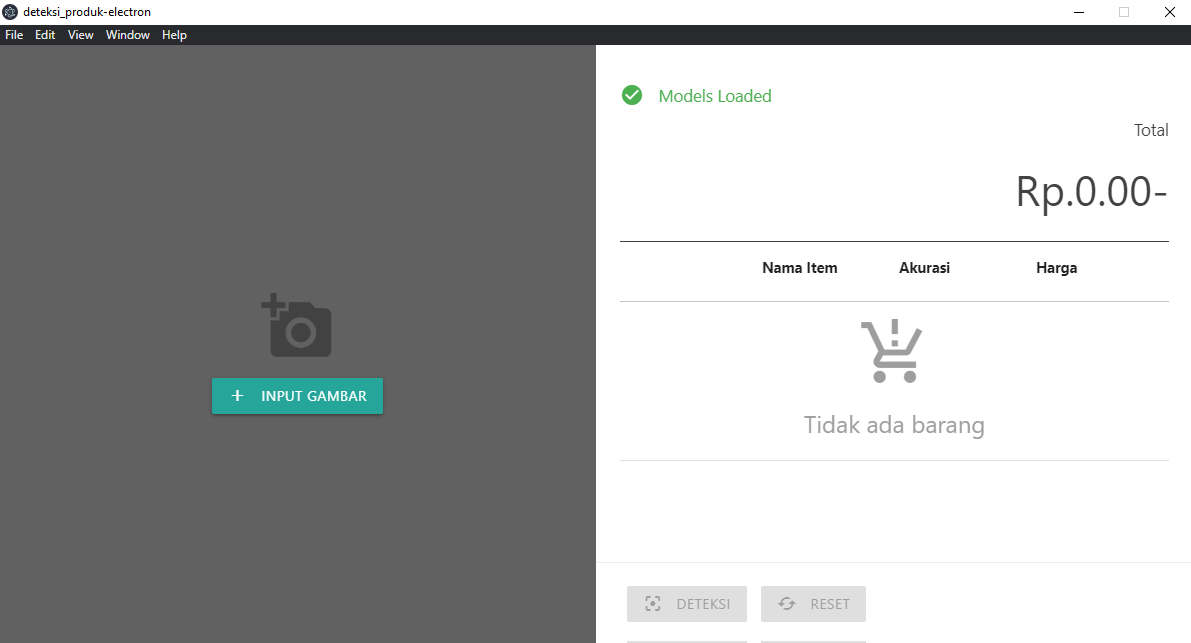 deteksi_produk-electron
File Edit View Window Help
Models Loaded
Total
Rp.0.00-
Nama Item Akurasi Harga
Tidak ada barang
INPUT GAMBAR
DETEKSI RESET